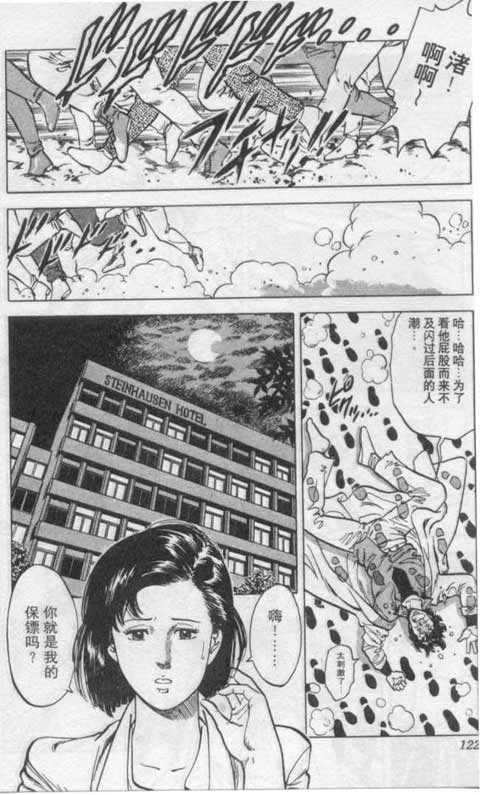 渚！
啊
啊～
哈…哈哈…为了
看他屁股而来不
及闪过后面的人
潮…。
太刺激了
STEINHAUSEN HOTEL
嗨！……
你就是我的
保镖吗？
122